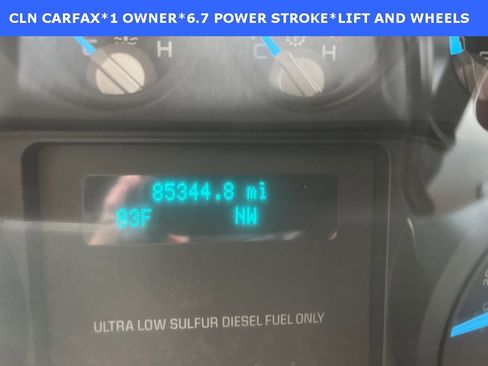 CLN CARFAX*1 OWNER*6.7 POWER STROKE*LIFT AND WHEELS
H
C H
85344.8 mi
83F NW
ULTRA LOW SULFUR DIESEL FUEL ONLY